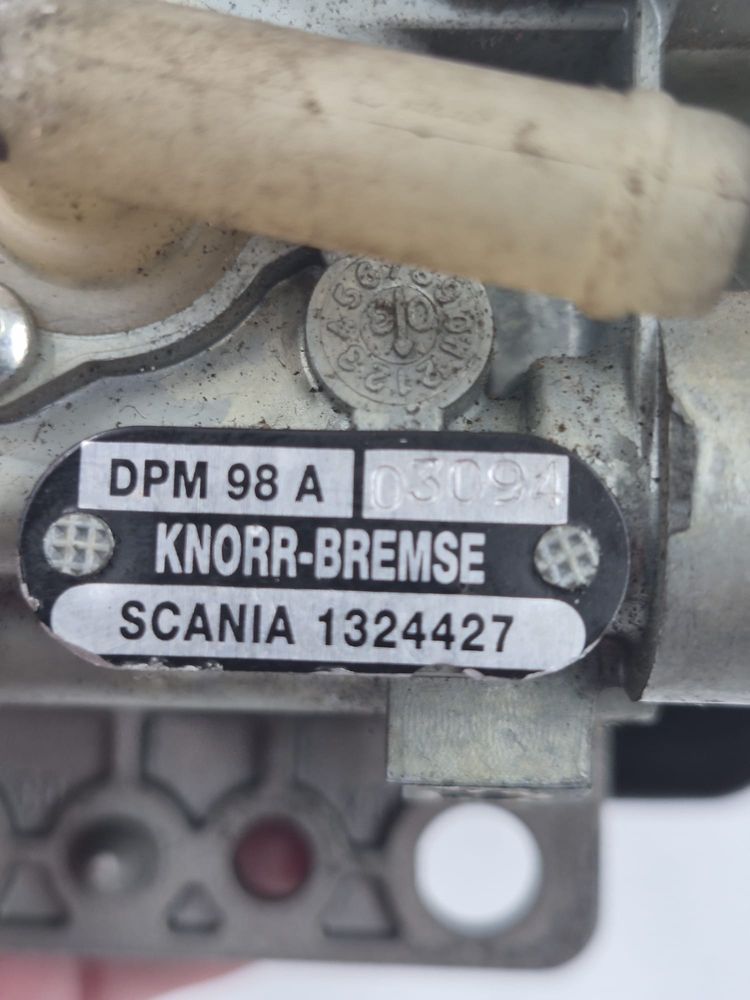 DPM 98 A 03094
KNORR-BREMSE
SCANIA 1324427